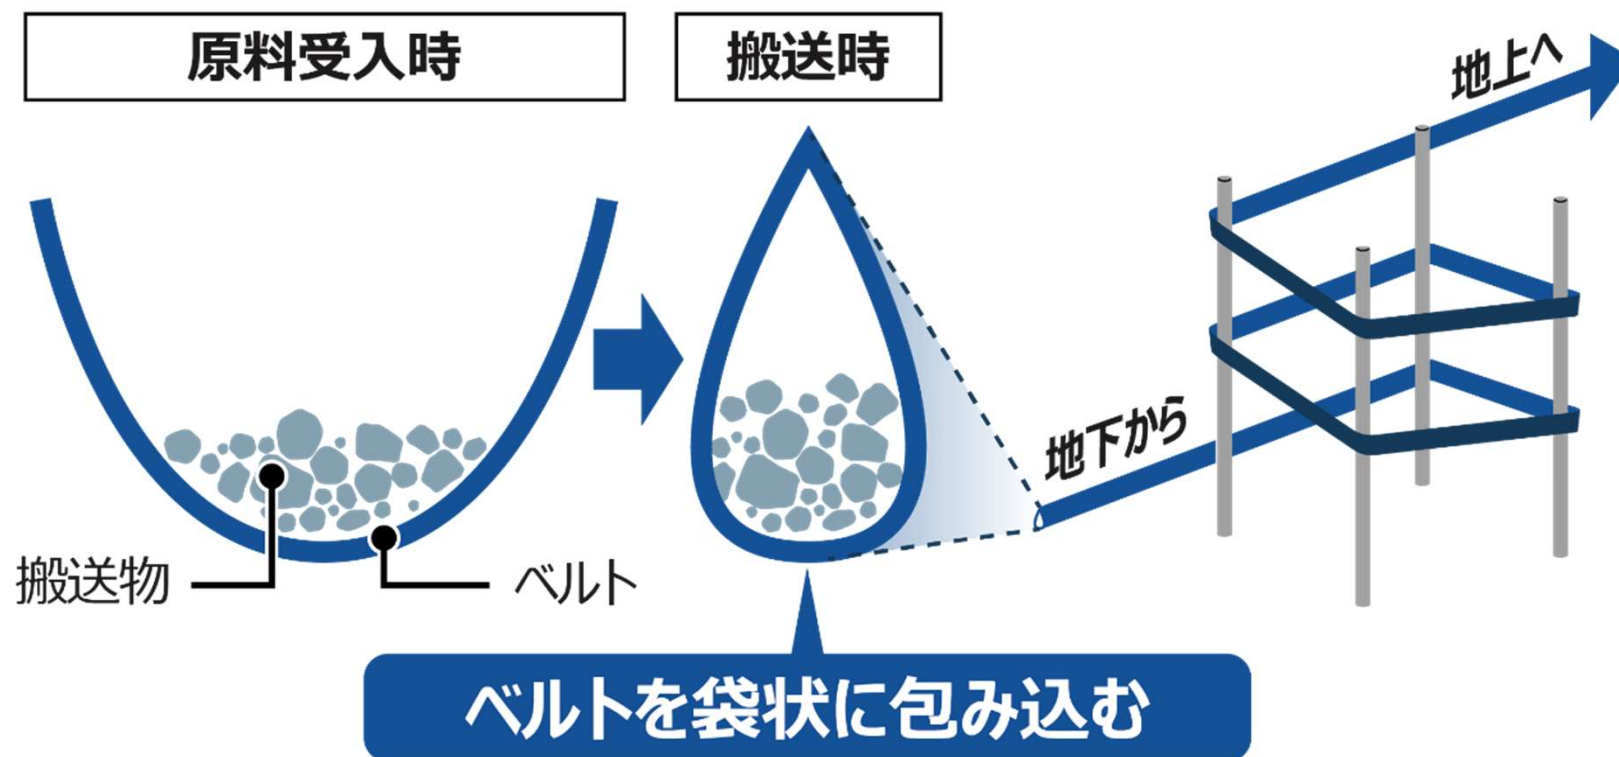 原料受入時
搬送時
地上へ
地下から
搬送物
ベルト
ベルトを袋状に包み込む